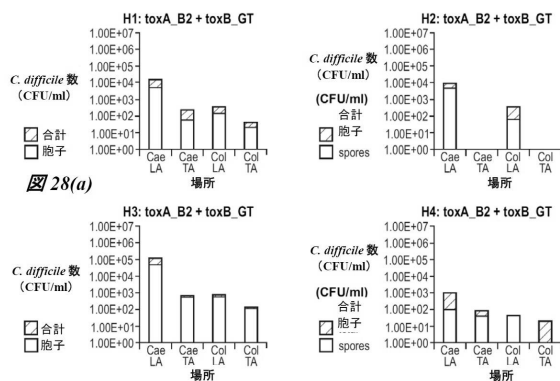 H1: toxA_B2 + toxB_GT
1.00E+07
1.00E+06
1.00E+05
1.00E+04
1.00E+03
1.00E+02
1.00E+01
1.00E+00
C. difficile 数
(CFU/ml)
合計
胞子
Cae LA
Cae TA
Col LA
Col TA
場所
図 28(a)
H2: toxA_B2 + toxB_GT
1.00E+07
1.00E+06
1.00E+05
1.00E+04
1.00E+03
1.00E+02
1.00E+01
1.00E+00
C. difficile 数
(CFU/ml)
(CFU/ml)
合計
胞子
spores
Cae LA
Cae TA
Col LA
Col TA
場所
H3: toxA_B2 + toxB_GT
1.00E+07
1.00E+06
1.00E+05
1.00E+04
1.00E+03
1.00E+02
1.00E+01
1.00E+00
C. difficile 数
(CFU/ml)
合計
胞子
Cae LA
Cae TA
Col LA
Col TA
場所
H4: toxA_B2 + toxB_GT
1.00E+07
1.00E+06
1.00E+05
1.00E+04
1.00E+03
1.00E+02
1.00E+01
1.00E+00
C. difficile 数
(CFU/ml)
(CFU/ml)
合計
胞子
spores
Cae LA
Cae TA
Col LA
Col TA
場所